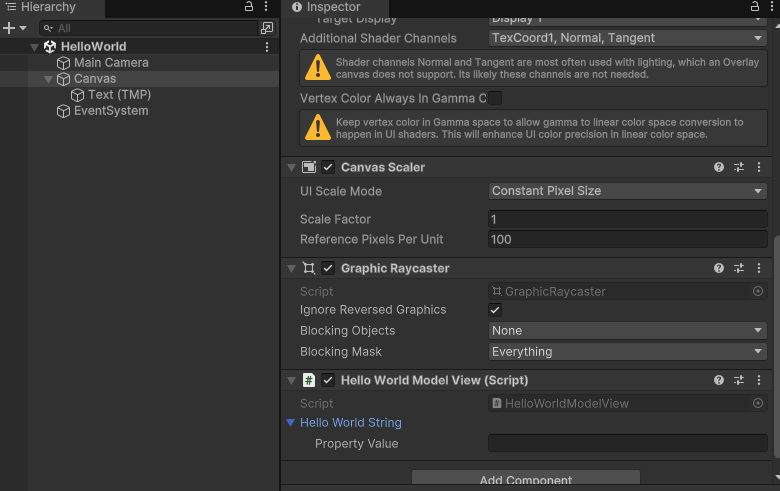 Hierarchy
All
HelloWorld
Main Camera
Canvas
Text (TMP)
EventSystem
Inspector
Target Display Display 1
Additional Shader Channels TexCoord1, Normal, Tangent
Shader channels Normal and Tangent are most often used with lighting, which an Overlay
canvas does not support. Its likely these channels are not needed.
Vertex Color Always In Gamma C
Keep vertex color in Gamma space to allow gamma to linear color space conversion to
happen in UI shaders. This will enhance UI color precision in linear color space.
Canvas Scaler
UI Scale Mode Constant Pixel Size
Scale Factor 1
Reference Pixels Per Unit 100
Graphic Raycaster
Script GraphicRaycaster
Ignore Reversed Graphics
Blocking Objects None
Blocking Mask Everything
# Hello World Model View (Script)
Script # HelloWorldModelView
Hello World String
Property Value
Add Component